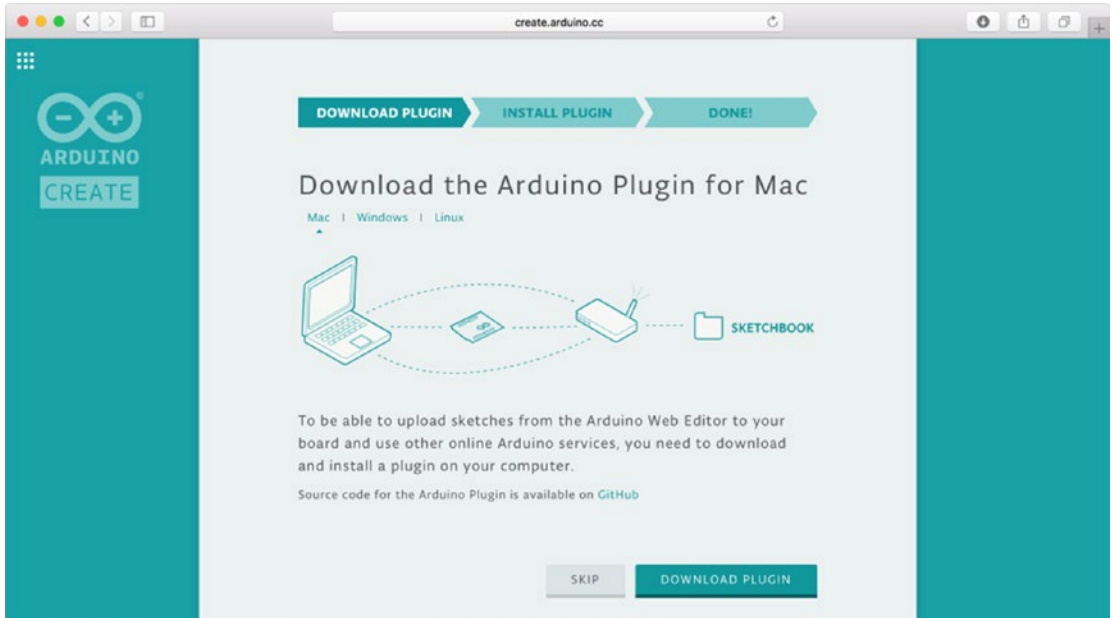 create.arduino.cc
ARDUINO
CREATE
DOWNLOAD PLUGIN
INSTALL PLUGIN
DONE!
Download the Arduino Plugin for Mac
Mac | Windows | Linux
SKETCHBOOK
To be able to upload sketches from the Arduino Web Editor to your
board and use other online Arduino services, you need to download
and install a plugin on your computer.
Source code for the Arduino Plugin is available on GitHub
SKIP
DOWNLOAD PLUGIN